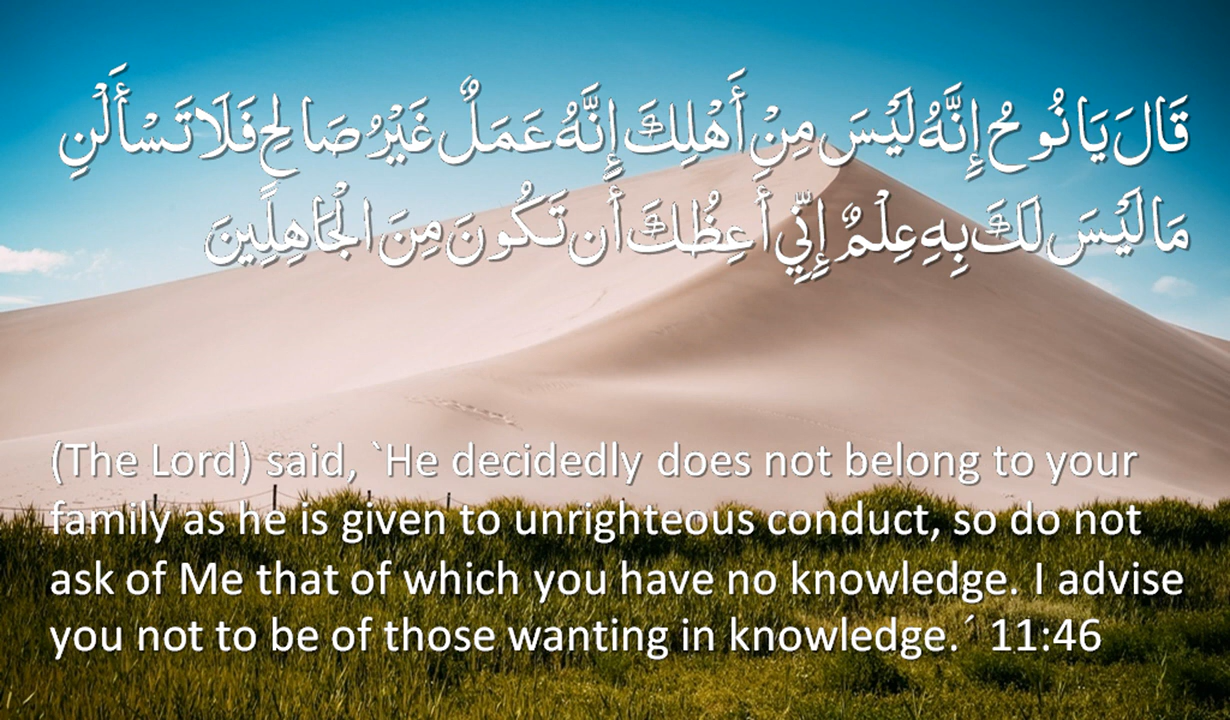 قَالَ يَا نُوحُ إِنَّهُ لَيْسَ مِنْ أَهْلِكَ إِنَّهُ عَمَلٌ غَيْرُ صَالِحٍ فَلَا تَسْأَلْنِ
مَا لَيْسَ لَكَ بِهِ عِلْمٌ إِنِّي أَعِظُكَ أَن تَكُونَ مِنَ الْجَاهِلِينَ
(The Lord) said, `He decidedly does not belong to your
family as he is given to unrighteous conduct, so do not
ask of Me that of which you have no knowledge. I advise
you not to be of those wanting in knowledge.´ 11:46